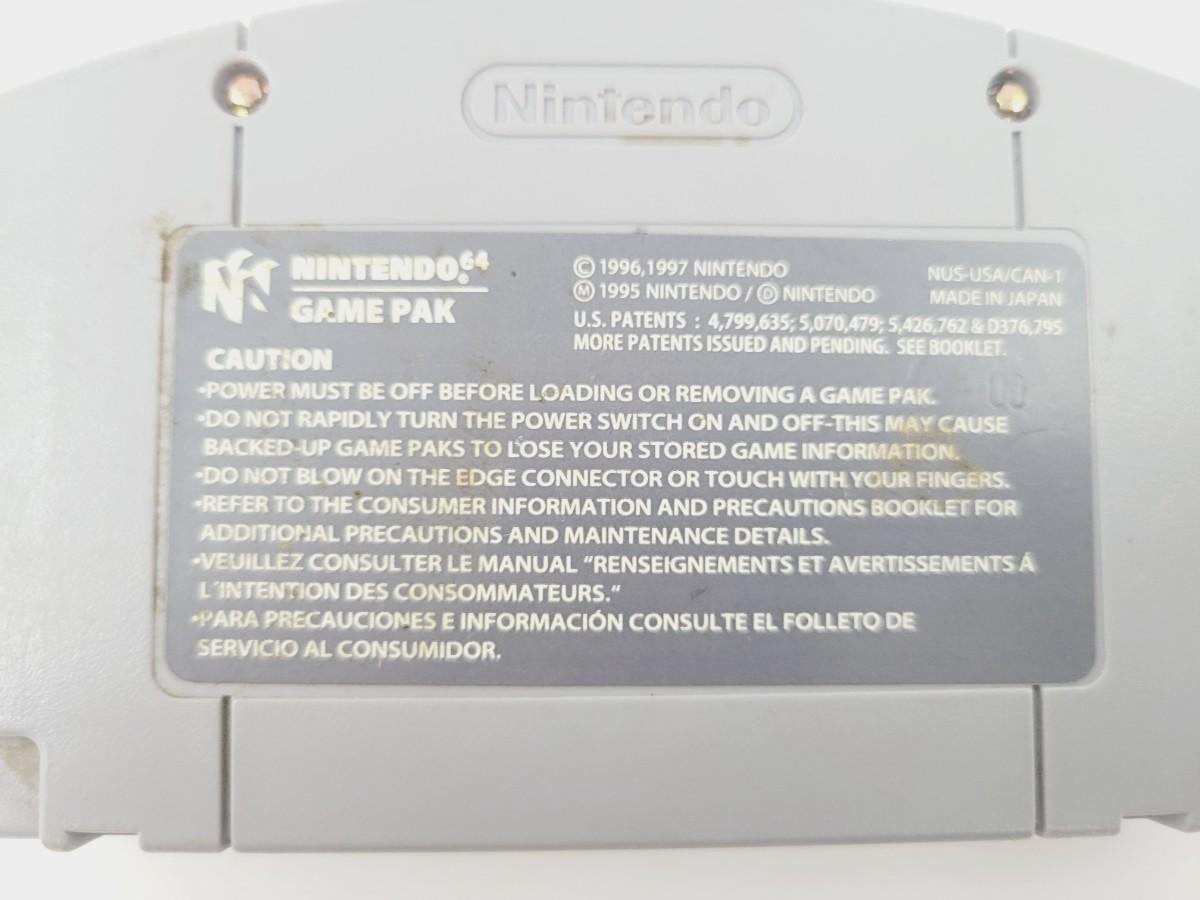 Nintendo
NINTENDO®64
GAME PAK
© 1996,1997 NINTENDO
Ⓜ 1995 NINTENDO / Ⓓ NINTENDO
NUS-USA/CAN-1
MADE IN JAPAN
U.S. PATENTS : 4,799,635; 5,070,479; 5,426,762 & D376,795
MORE PATENTS ISSUED AND PENDING. SEE BOOKLET.
CAUTION
•POWER MUST BE OFF BEFORE LOADING OR REMOVING A GAME PAK.
•DO NOT RAPIDLY TURN THE POWER SWITCH ON AND OFF-THIS MAY CAUSE
BACKED-UP GAME PAKS TO LOSE YOUR STORED GAME INFORMATION.
•DO NOT BLOW ON THE EDGE CONNECTOR OR TOUCH WITH YOUR FINGERS.
•REFER TO THE CONSUMER INFORMATION AND PRECAUTIONS BOOKLET FOR
ADDITIONAL PRECAUTIONS AND MAINTENANCE DETAILS.
•VEUILLEZ CONSULTER LE MANUAL “RENSEIGNEMENTS ET AVERTISSEMENTS Á
L´INTENTION DES CONSOMMATEURS.“
•PARA PRECAUCIONES E INFORMACIÓN CONSULTE EL FOLLETO DE
SERVICIO AL CONSUMIDOR.